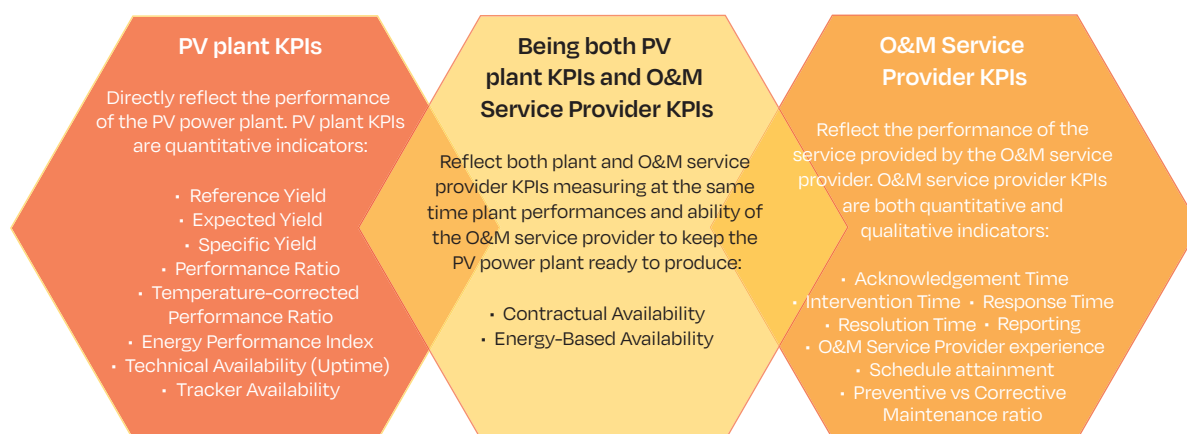 PV plant KPIs
Directly reflect the performance
of the PV power plant. PV plant KPIs
are quantitative indicators:
• Reference Yield
• Expected Yield
• Specific Yield
• Performance Ratio
• Temperature-corrected
Performance Ratio
• Energy Performance Index
• Technical Availability (Uptime)
• Tracker Availability
Being both PV
plant KPIs and O&M
Service Provider KPIs
Reflect both plant and O&M service
provider KPIs measuring at the same
time plant performances and ability of
the O&M service provider to keep the
PV power plant ready to produce:
• Contractual Availability
• Energy-Based Availability
O&M Service
Provider KPIs
Reflect the performance of the
service provided by the O&M service
provider. O&M service provider KPIs
are both quantitative and
qualitative indicators:
• Acknowledgement Time
• Intervention Time • Response Time
• Resolution Time • Reporting
• O&M Service Provider experience
• Schedule attainment
• Preventive vs Corrective
Maintenance ratio